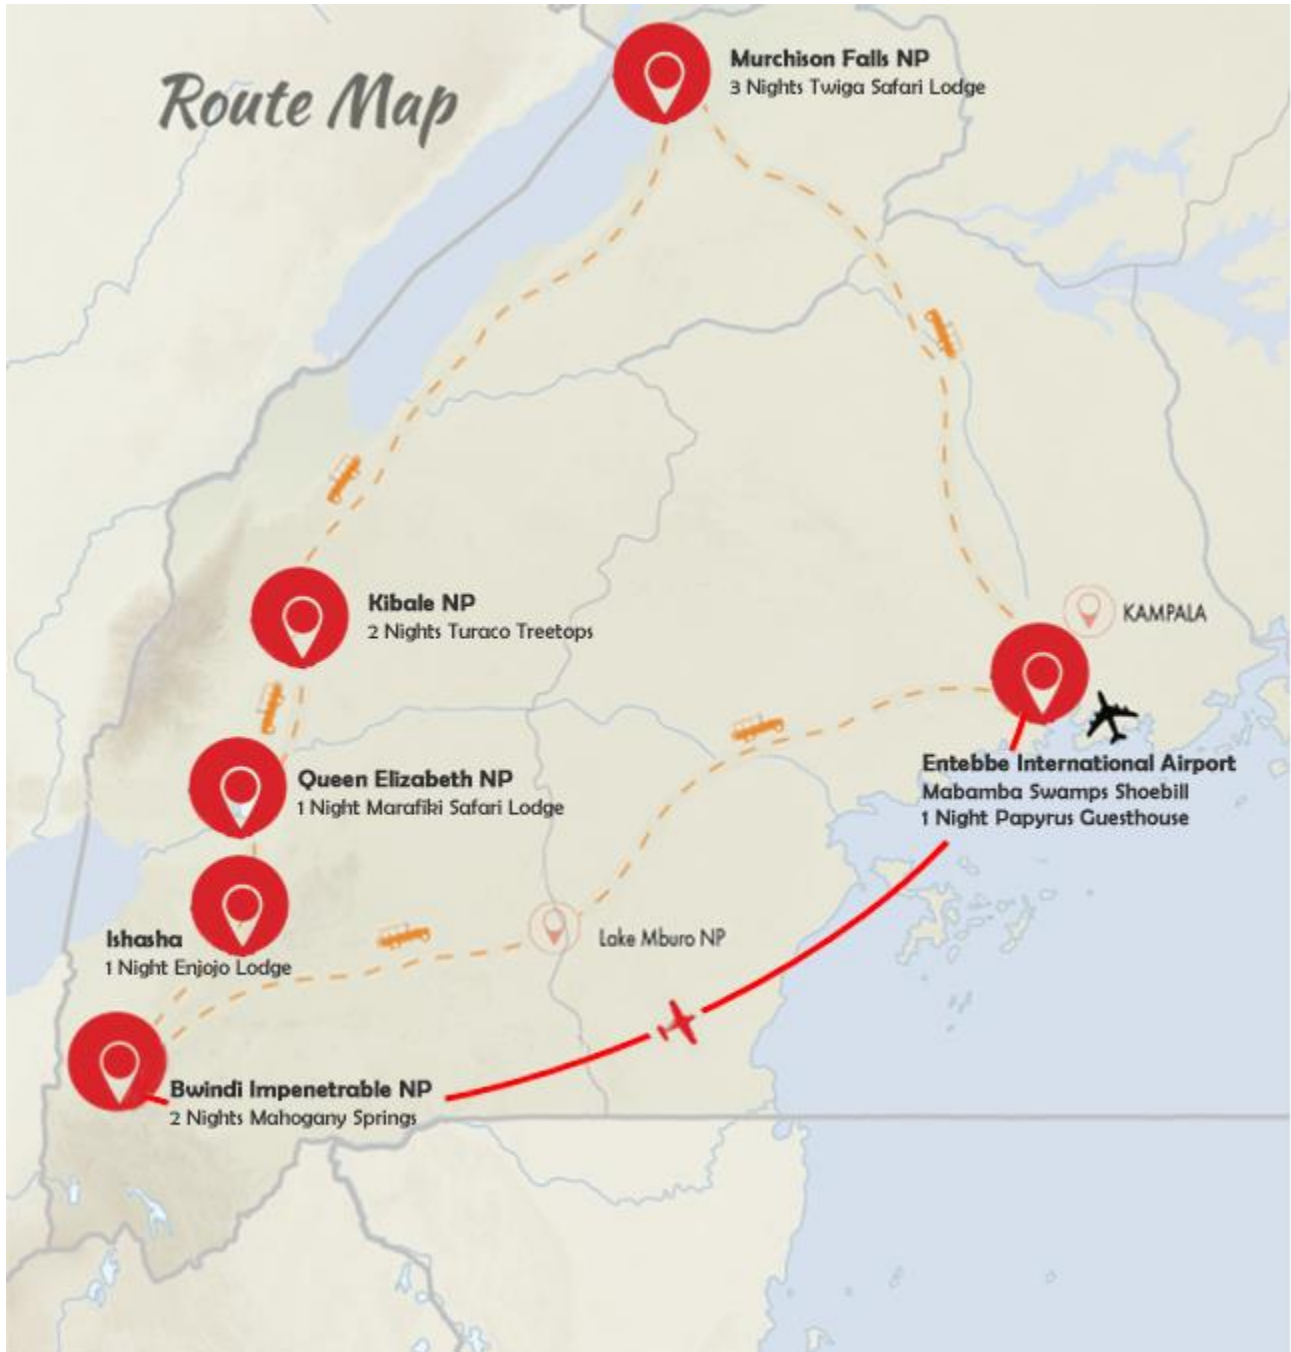 Route Map
Murchison Falls NP
3 Nights Twiga Safari Lodge
Kibale NP
2 Nights Turaco Treetops
KAMPALA
Queen Elizabeth NP
1 Night Marafiki Safari Lodge
Entebbe International Airport
Mabamba Swamps Shoebill
1 Night Papyrus Guesthouse
Ishasha
1 Night Enjojo Lodge
Lake Mburo NP
Bwindi Impenetrable NP
2 Nights Mahogany Springs